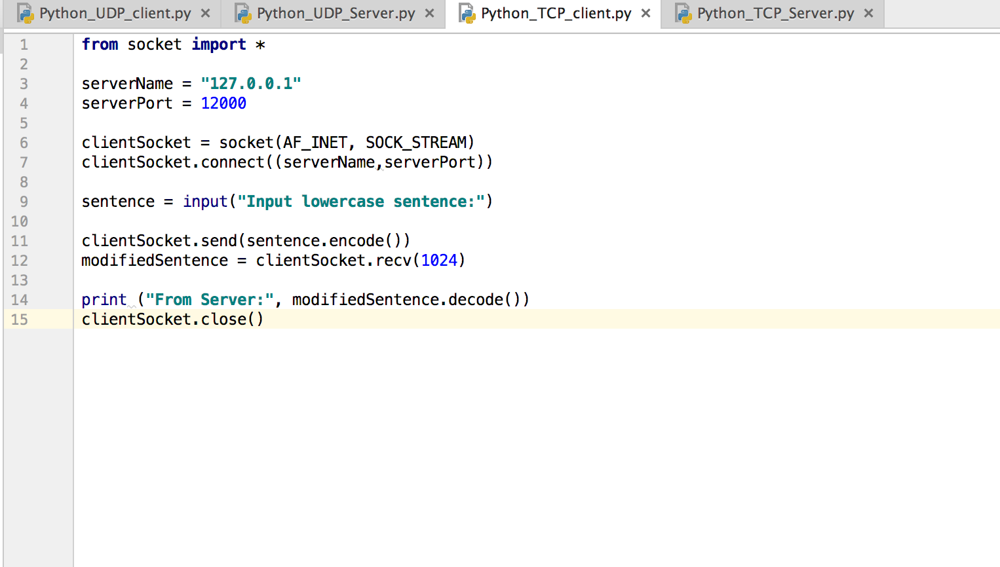 Python_UDP_client.py × Python_UDP_Server.py × Python_TCP_client.py × Python_TCP_Server.py ×
1 from socket import *
2
3 serverName = "127.0.0.1"
4 serverPort = 12000
5
6 clientSocket = socket(AF_INET, SOCK_STREAM)
7 clientSocket.connect((serverName,serverPort))
8
9 sentence = input("Input lowercase sentence:")
10
11 clientSocket.send(sentence.encode())
12 modifiedSentence = clientSocket.recv(1024)
13
14 print ("From Server:", modifiedSentence.decode())
15 clientSocket.close()